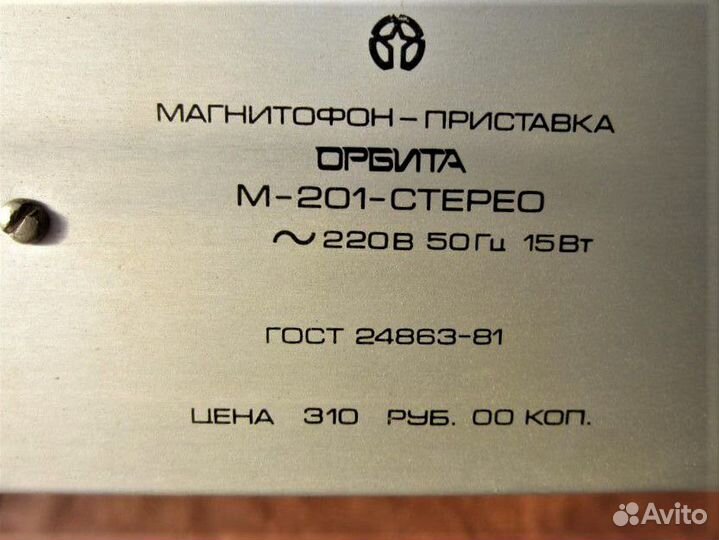 МАГНИТОФОН-ПРИСТАВКА
ОРБИТА
М-201-СТЕРЕО
~220В 50Гц 15Вт
ГОСТ 24863-81
ЦЕНА 310 РУБ. 00 КОП.
Avito